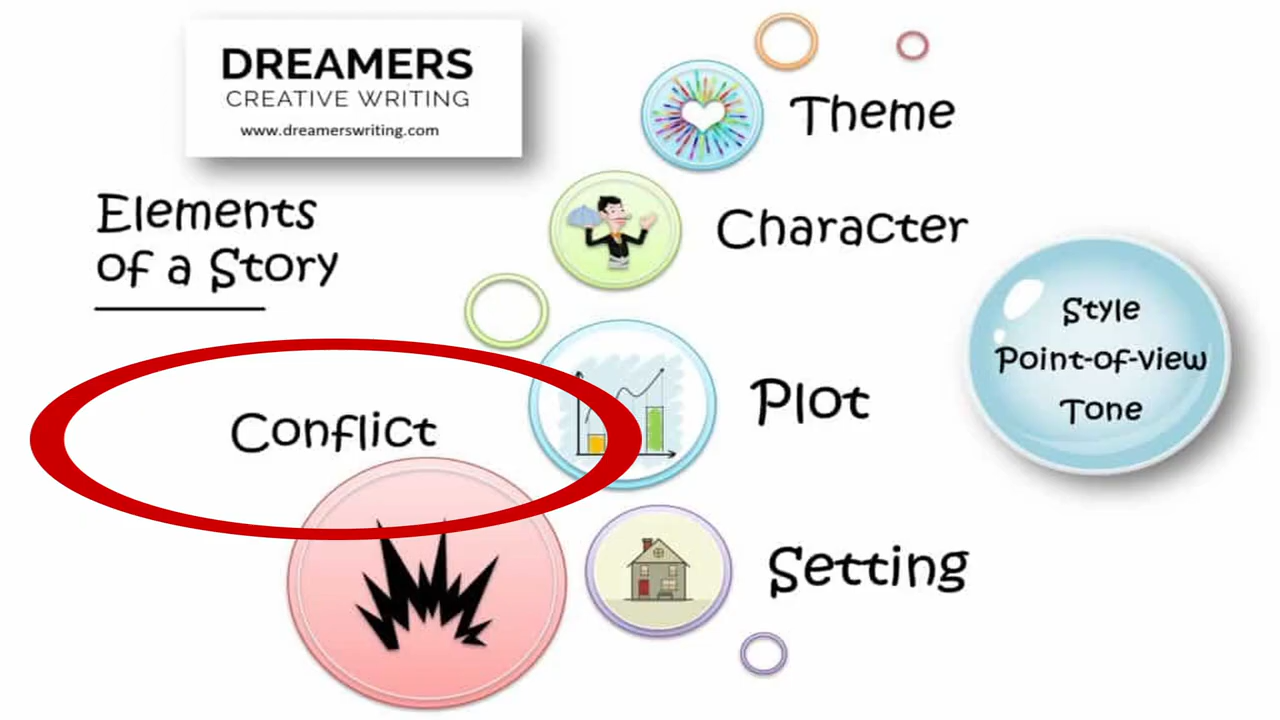 DREAMERS
CREATIVE WRITING
www.dreamerswriting.com
Elements
of a Story
Theme
Character
Conflict
Plot
Setting
Style
Point-of-view
Tone